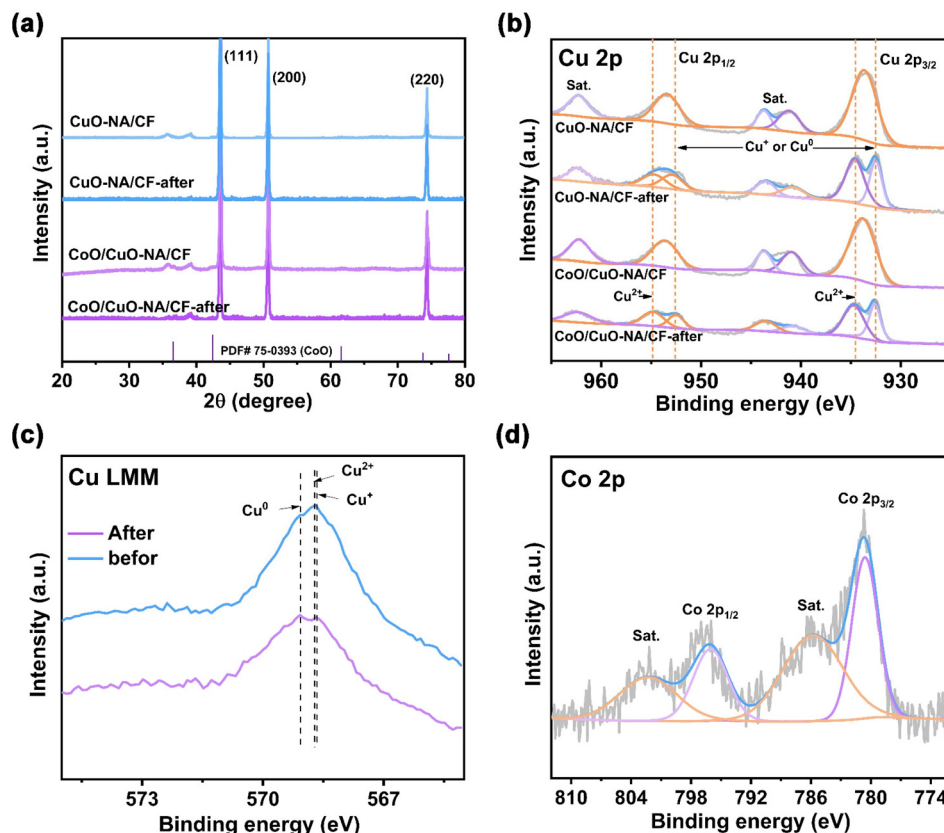 (a)
(111)
(200)
(220)
CuO-NA/CF
CuO-NA/CF-after
CoO/CuO-NA/CF
CoO/CuO-NA/CF-after
PDF# 75-0393 (CoO)
20 30 40 50 60 70 80
2θ (degree)
Intensity (a.u.)
(b)
Cu 2p
Cu 2p1/2
Cu 2p3/2
Sat.
Sat.
CuO-NA/CF
Cu+ or Cu0
CuO-NA/CF-after
CoO/CuO-NA/CF
Cu2+
Cu2+
CoO/CuO-NA/CF-after
960 950 940 930
Binding energy (eV)
Intensity (a.u.)
(c)
Cu LMM
Cu2+
Cu0
Cu+
After
befor
573 570 567
Binding energy (eV)
Intensity (a.u.)
(d)
Co 2p
Co 2p3/2
Co 2p1/2
Sat.
Sat.
810 804 798 792 786 780 774
Binding energy (eV)
Intensity (a.u.)